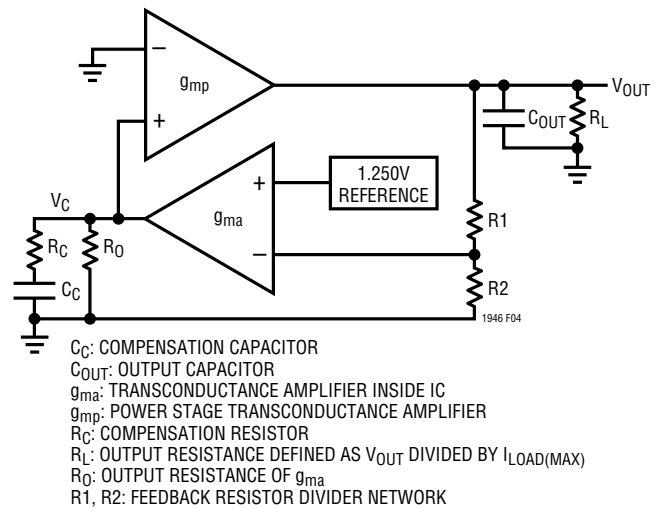 −
gmp
+
VOUT
COUT
RL
1.250V
REFERENCE
VC
+
gma
−
RC
RO
R1
CC
R2
1946 F04
CC: COMPENSATION CAPACITOR
COUT: OUTPUT CAPACITOR
gma: TRANSCONDUCTANCE AMPLIFIER INSIDE IC
gmp: POWER STAGE TRANSCONDUCTANCE AMPLIFIER
RC: COMPENSATION RESISTOR
RL: OUTPUT RESISTANCE DEFINED AS VOUT DIVIDED BY ILOAD(MAX)
RO: OUTPUT RESISTANCE OF gma
R1, R2: FEEDBACK RESISTOR DIVIDER NETWORK